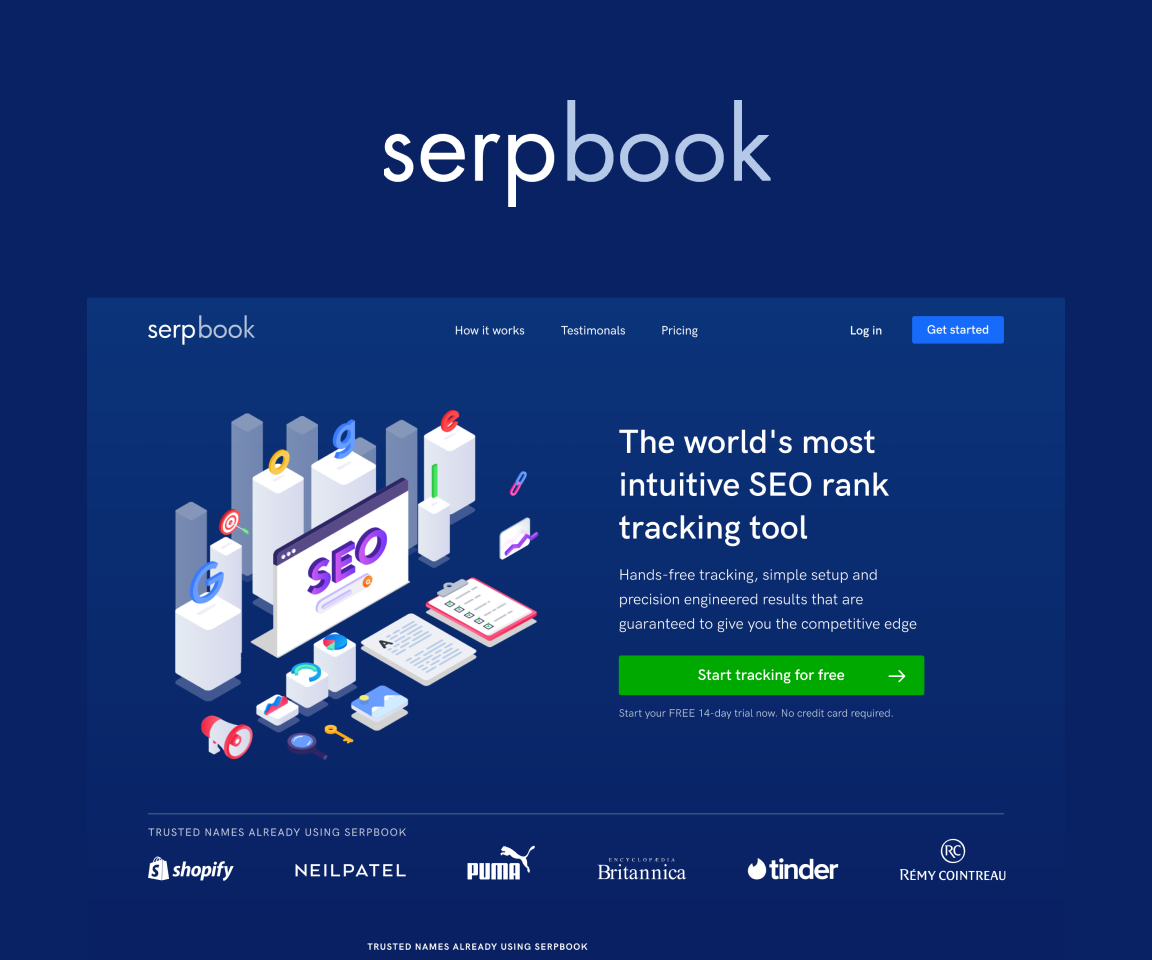 serpbook
serpbook
How it works
Testimonals
Pricing
Log in
Get started
G o o g l e
SEO
A
The world's most
intuitive SEO rank
tracking tool
Hands-free tracking, simple setup and
precision engineered results that are
guaranteed to give you the competitive edge
Start tracking for free
Start your FREE 14-day trial now. No credit card required.
TRUSTED NAMES ALREADY USING SERPBOOK
shopify
NEILPATEL
PUMA
ENCYCLOPÆDIA
Britannica
tinder
RC
RÉMY COINTREAU
TRUSTED NAMES ALREADY USING SERPBOOK